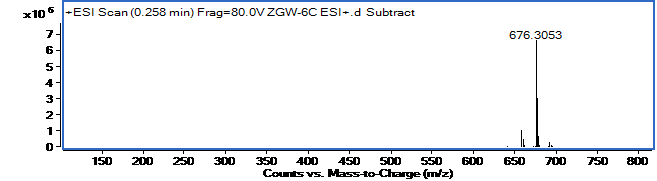 +ESI Scan (0.258 min) Frag=80.0V ZGW-6C ESI+.d Subtract
x10 6
676.3053
7
6
5
4
3
2
1
0
150 200 250 300 350 400 450 500 550 600 650 700 750 800
Counts vs. Mass-to-Charge (m/z)